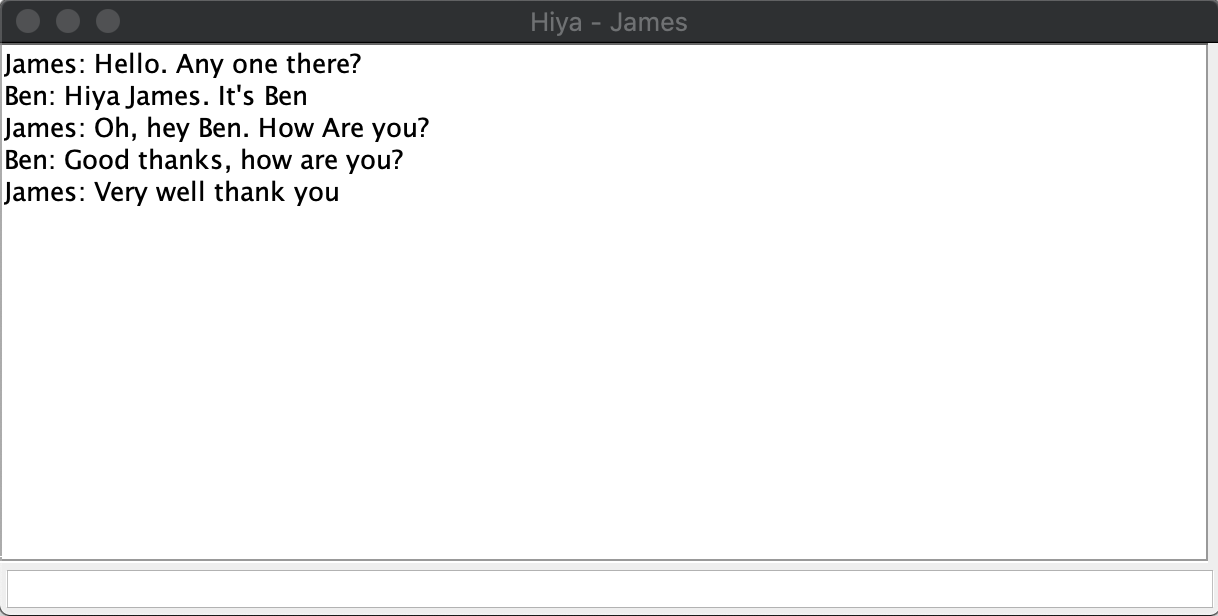 Hiya - James
James: Hello. Any one there?
Ben: Hiya James. It's Ben
James: Oh, hey Ben. How Are you?
Ben: Good thanks, how are you?
James: Very well thank you